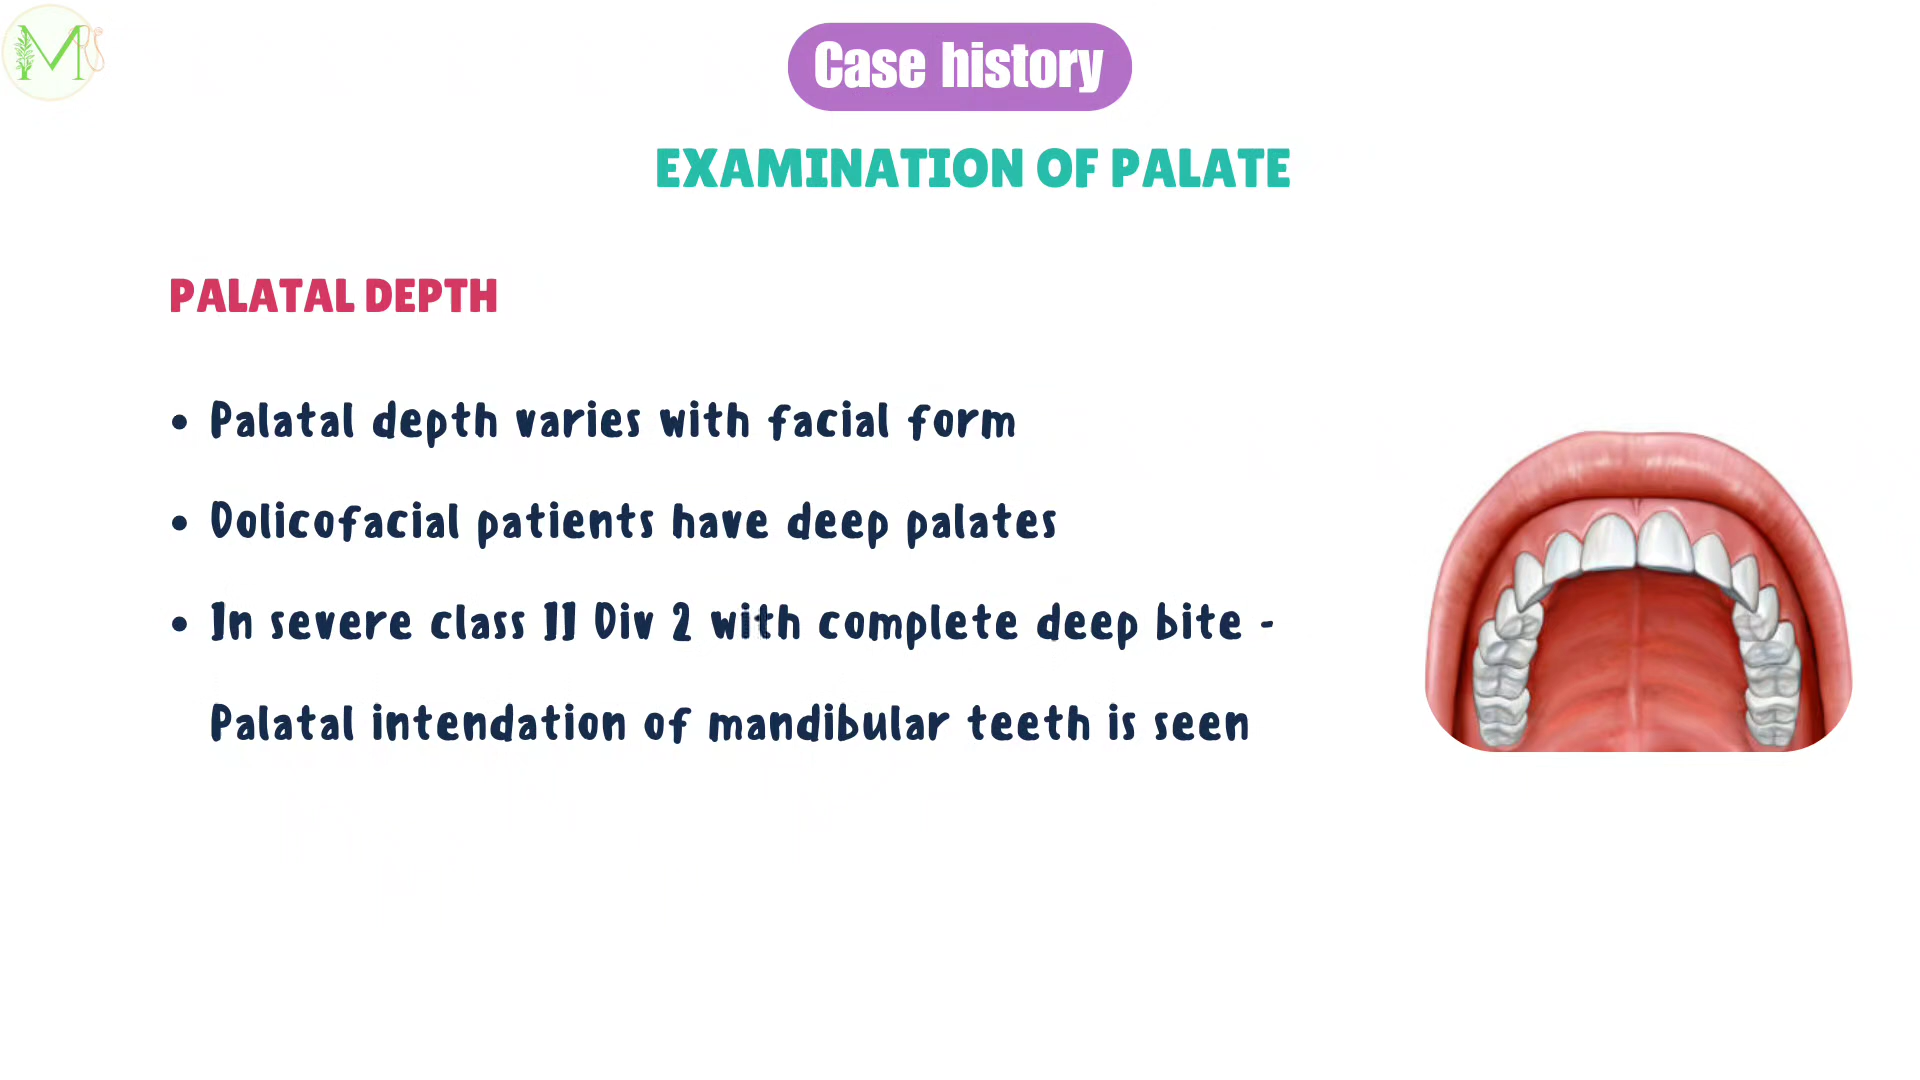 Case history
EXAMINATION OF PALATE
PALATAL DEPTH
• Palatal depth varies with facial form
• Dolicofacial patients have deep palates
• In severe class II Div 2 with complete deep bite -
Palatal intendation of mandibular teeth is seen